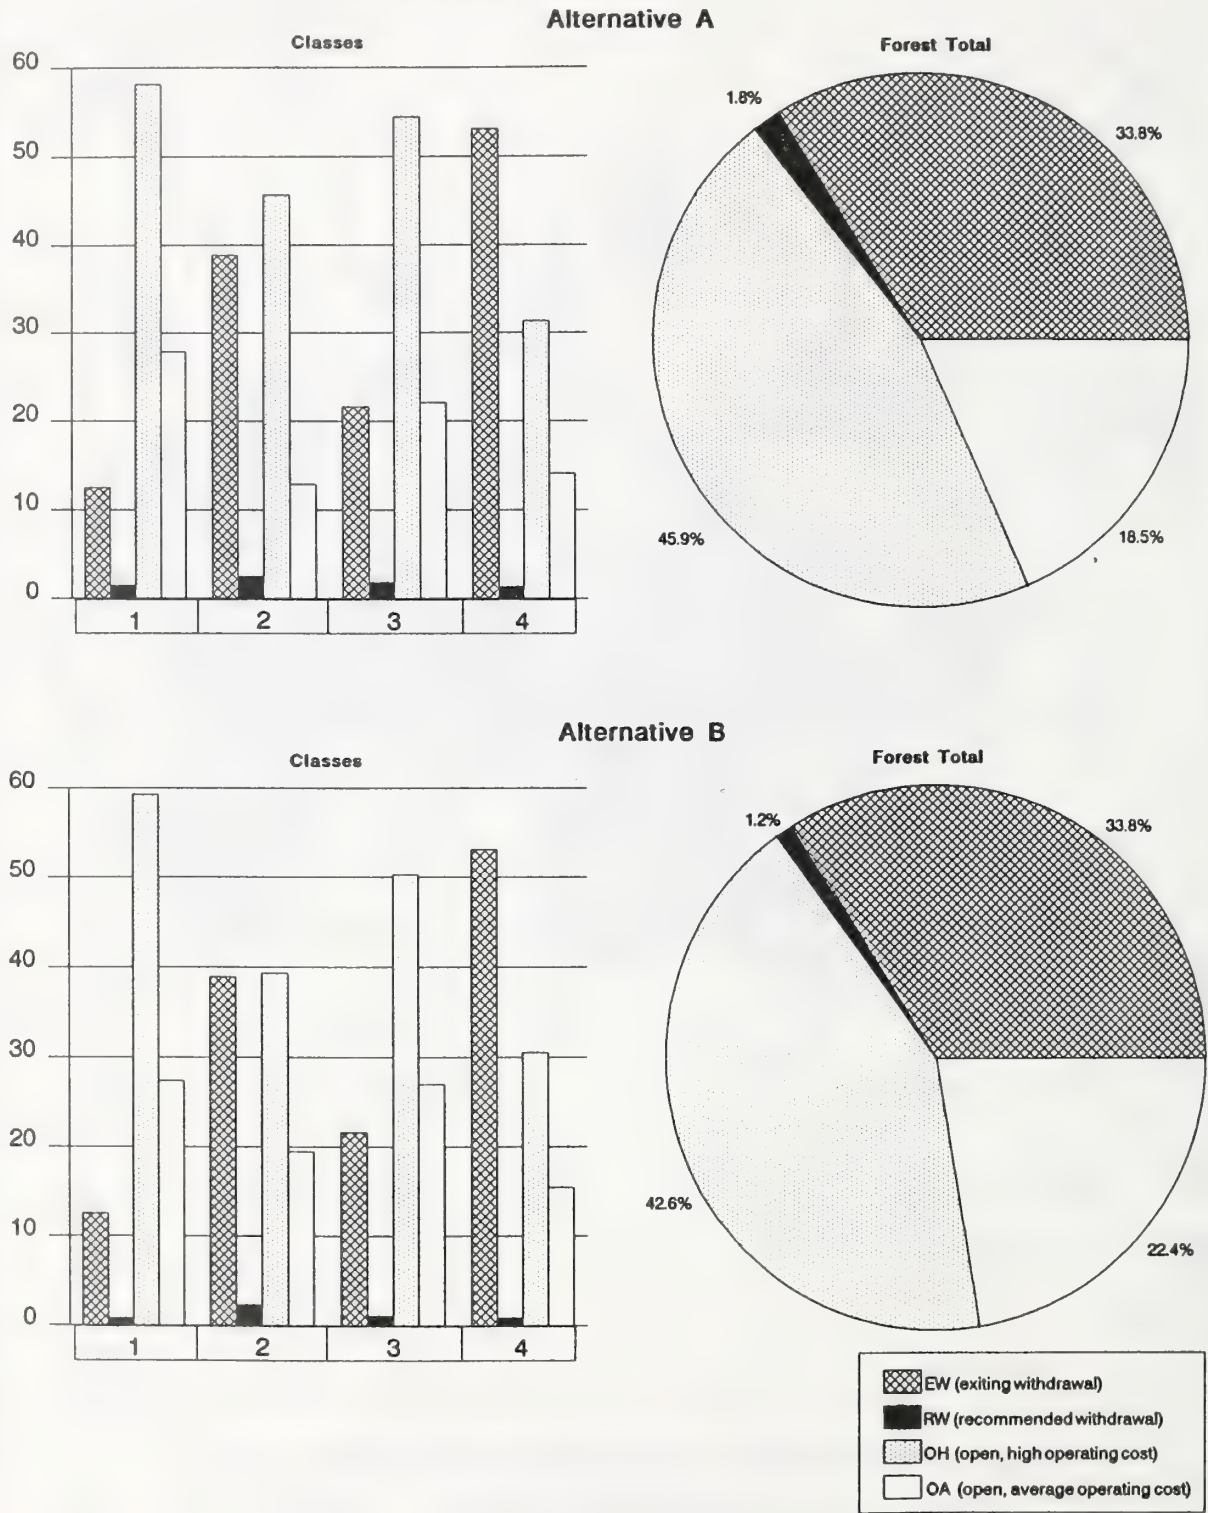 Alternative A
Classes
60
50
40
30
20
10
0
1 2 3 4
Forest Total
1.8%
33.8%
45.9%
18.5%
Alternative B
Classes
60
50
40
30
20
10
0
1 2 3 4
Forest Total
1.2%
33.8%
42.6%
22.4%
EW (exiting withdrawal)
RW (recommended withdrawal)
OH (open, high operating cost)
OA (open, average operating cost)